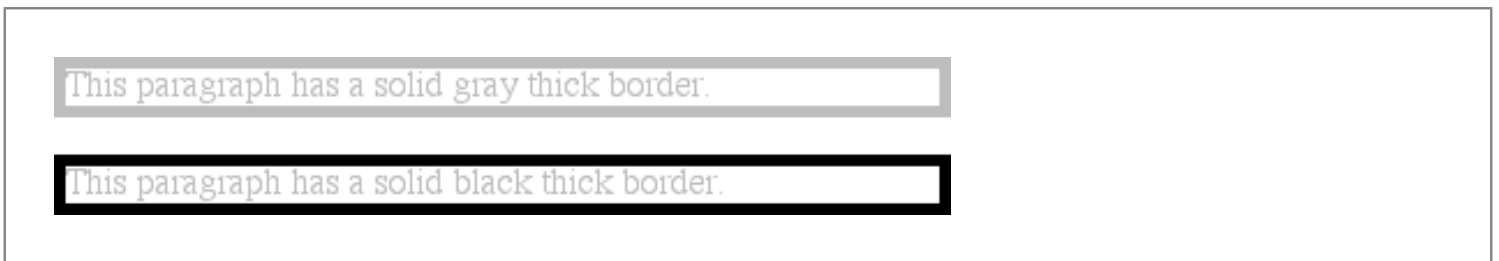 This paragraph has a solid gray thick border.
This paragraph has a solid black thick border.